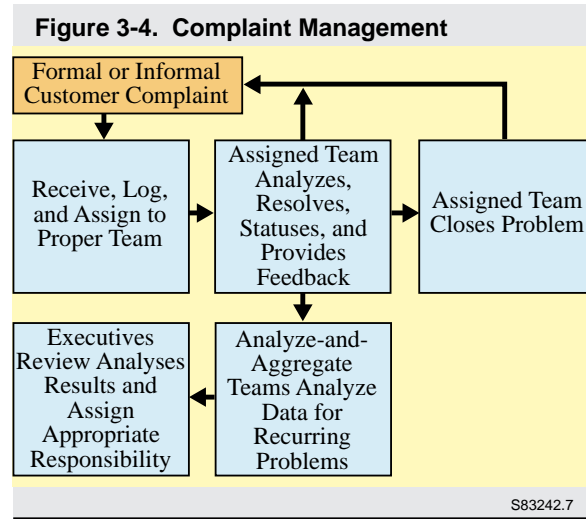 Figure 3-4.  Complaint Management
Formal or Informal
Customer Complaint
Receive, Log,
and Assign to
Proper Team
Assigned Team
Analyzes,
Resolves,
Statuses, and
Provides
Feedback
Assigned Team
Closes Problem
Executives
Review Analyses
Results and
Assign
Appropriate
Responsibility
Analyze-and-
Aggregate
Teams Analyze
Data for
Recurring
Problems
S83242.7